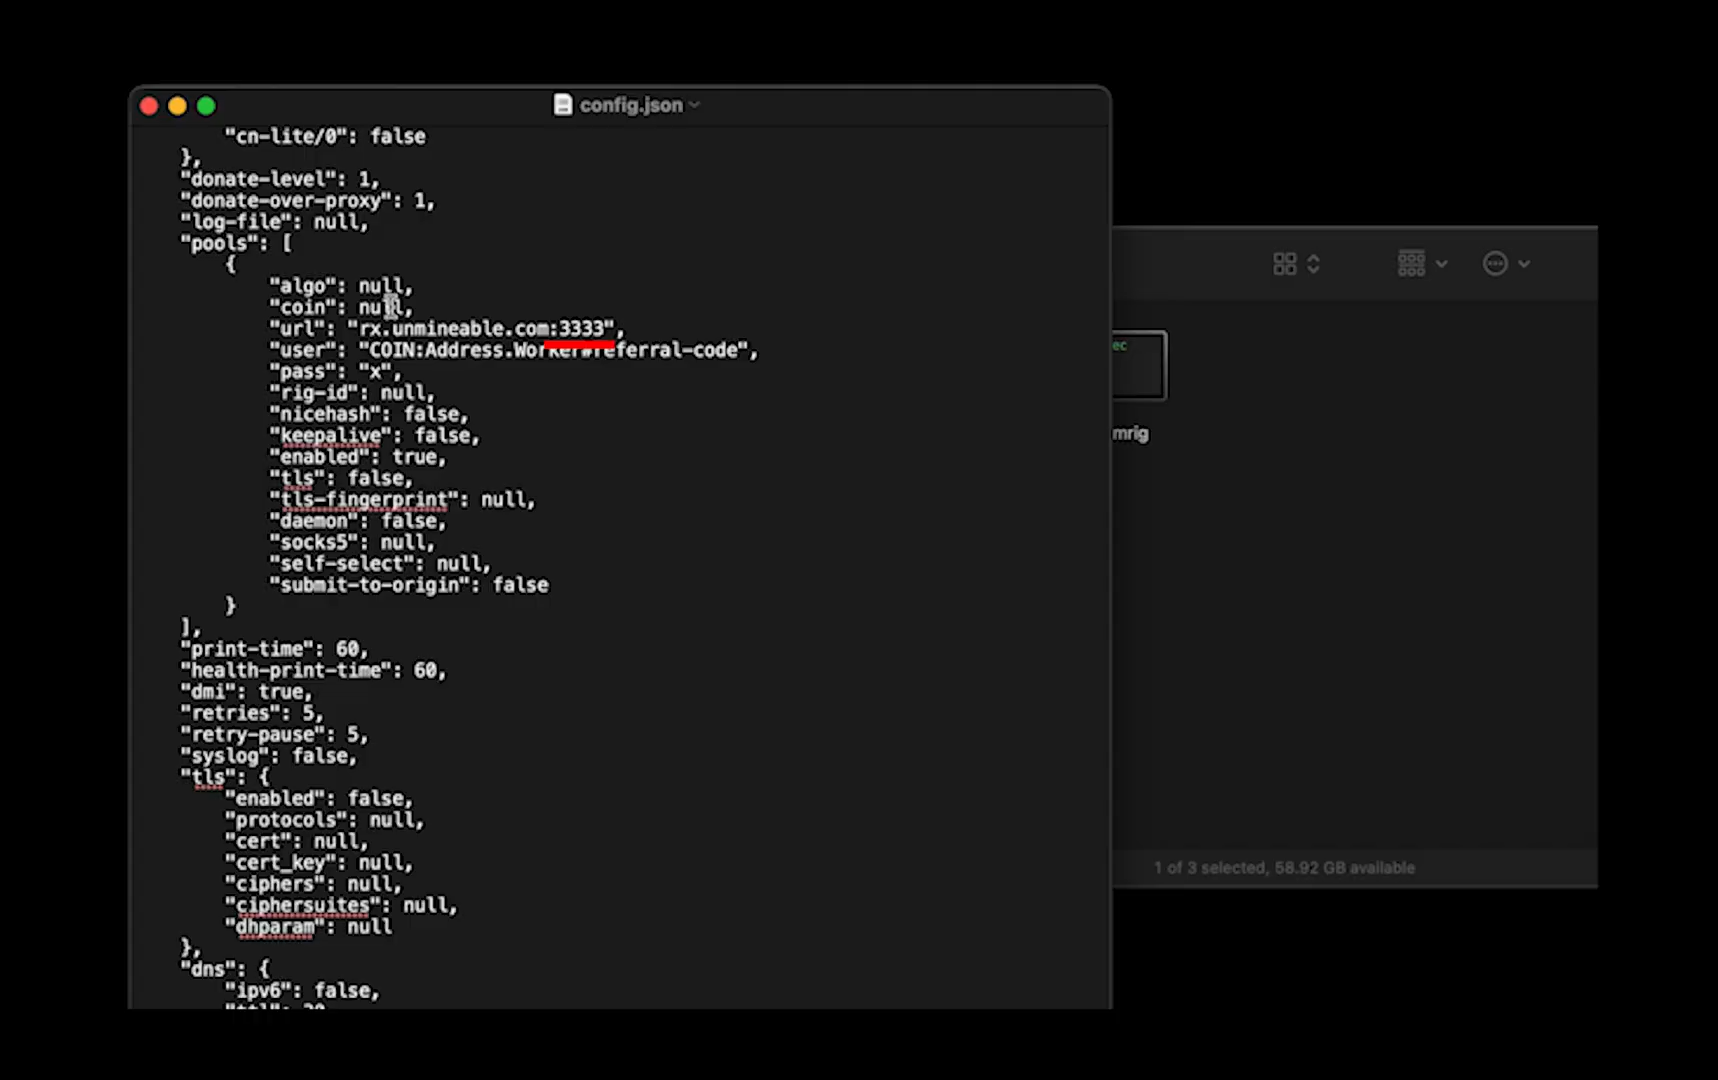 config.json
"cn-lite/0": false
},
"donate-level": 1,
"donate-over-proxy": 1,
"log-file": null,
"pools": [
{
"algo": null,
"coin": null,
"url": "rx.unmineable.com:3333",
"user": "COIN:Address.Worker#referral-code",
"pass": "x",
"rig-id": null,
"nicehash": false,
"keepalive": false,
"enabled": true,
"tls": false,
"tls-fingerprint": null,
"daemon": false,
"socks5": null,
"self-select": null,
"submit-to-origin": false
}
],
"print-time": 60,
"health-print-time": 60,
"dmi": true,
"retries": 5,
"retry-pause": 5,
"syslog": false,
"tls": {
"enabled": false,
"protocols": null,
"cert": null,
"cert_key": null,
"ciphers": null,
"ciphersuites": null,
"dhparam": null
},
"dns": {
"ipv6": false,
ec
mrig
1 of 3 selected, 58.92 GB available